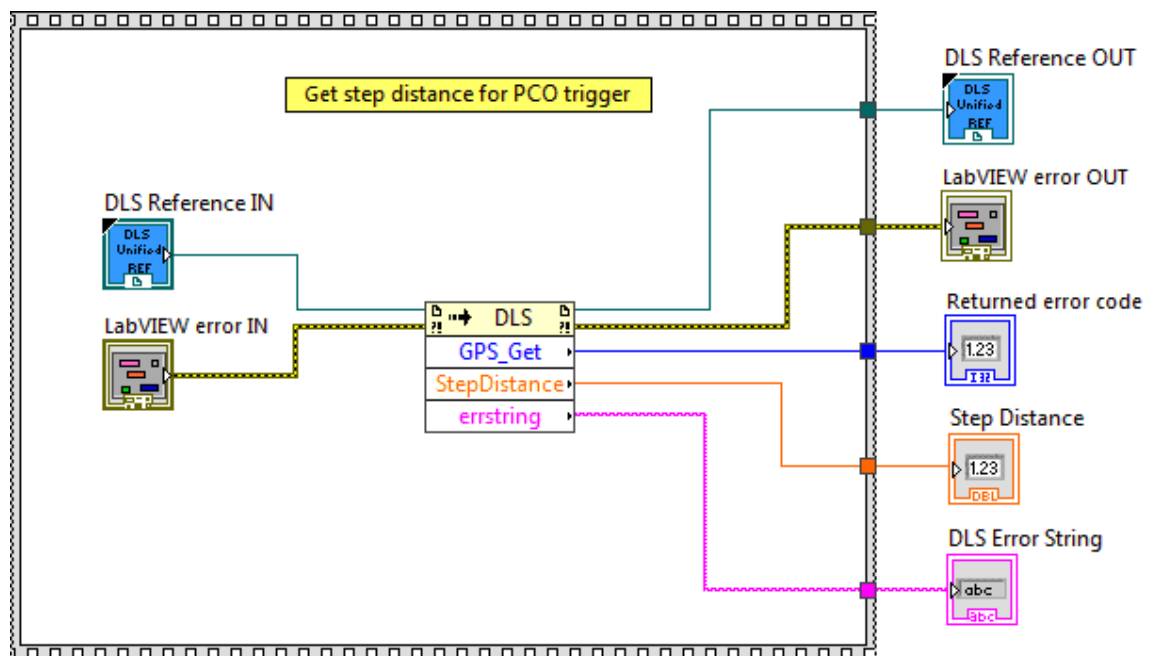 DLS Reference OUT
DLS
Unified
REF
Get step distance for PCO trigger
LabVIEW error OUT
DLS Reference IN
DLS
Unified
REF
LabVIEW error IN
DLS
GPS_Get
StepDistance
errstring
Returned error code
1.23
I32
Step Distance
1.23
DBL
DLS Error String
abc
abc